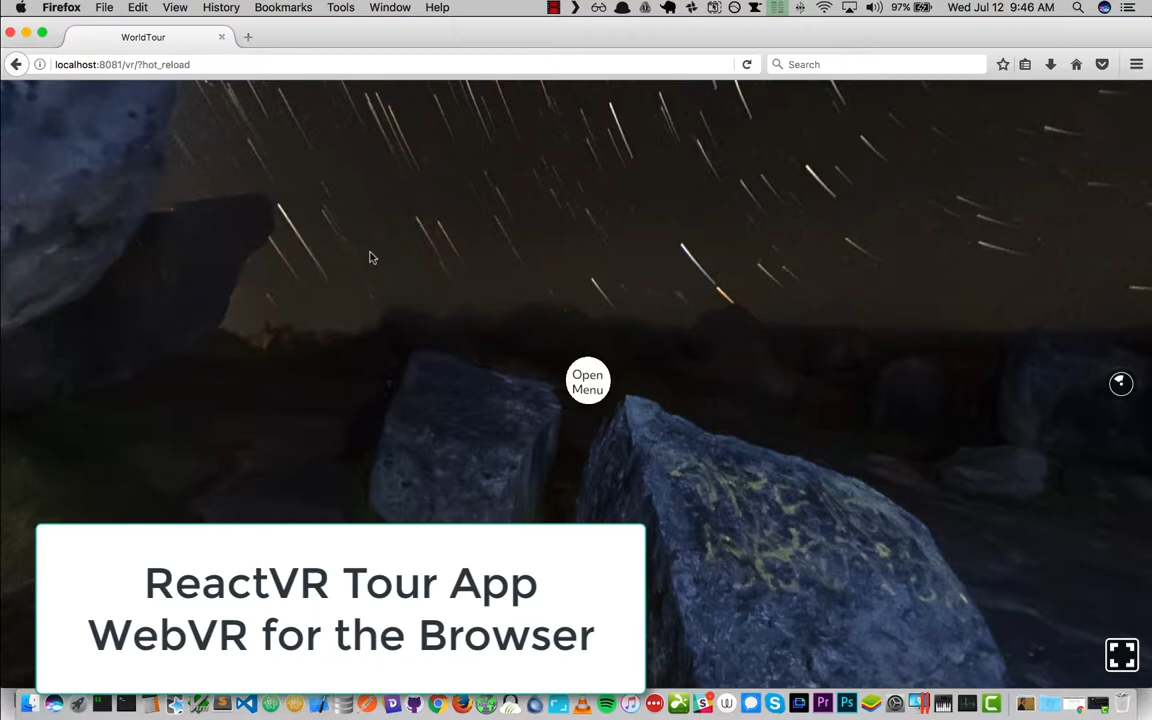 Firefox File Edit View History Bookmarks Tools Window Help 97% Wed Jul 12 9:46 AM
WorldTour
localhost:8081/vr/?hot_reload Search
Open
Menu
ReactVR Tour App
WebVR for the Browser